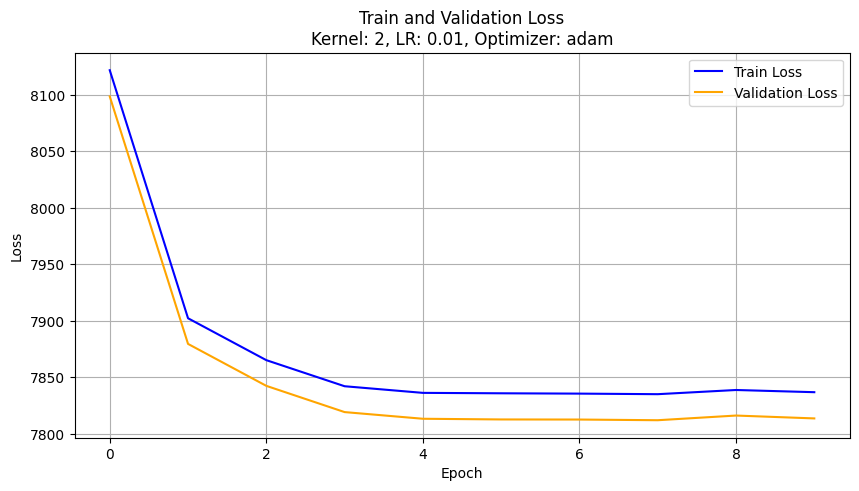 Train and Validation Loss
Kernel: 2, LR: 0.01, Optimizer: adam
Train Loss
Validation Loss
Loss
8100
8050
8000
7950
7900
7850
7800
0 2 4 6 8
Epoch